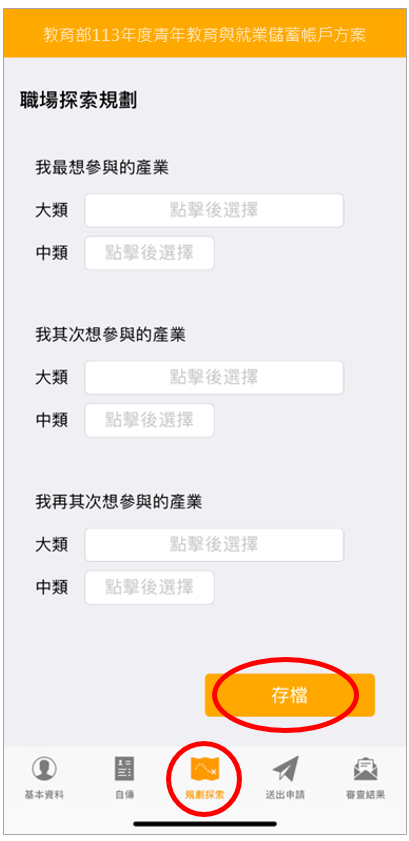 教育部113年度青年教育與就業儲蓄帳戶方案
職場探索規劃
我最想參與的產業
大類 點擊後選擇
中類 點擊後選擇
我其次想參與的產業
大類 點擊後選擇
中類 點擊後選擇
我再其次想參與的產業
大類 點擊後選擇
中類 點擊後選擇
存檔
基本資料 自傳 規劃探索 送出申請 審查結果